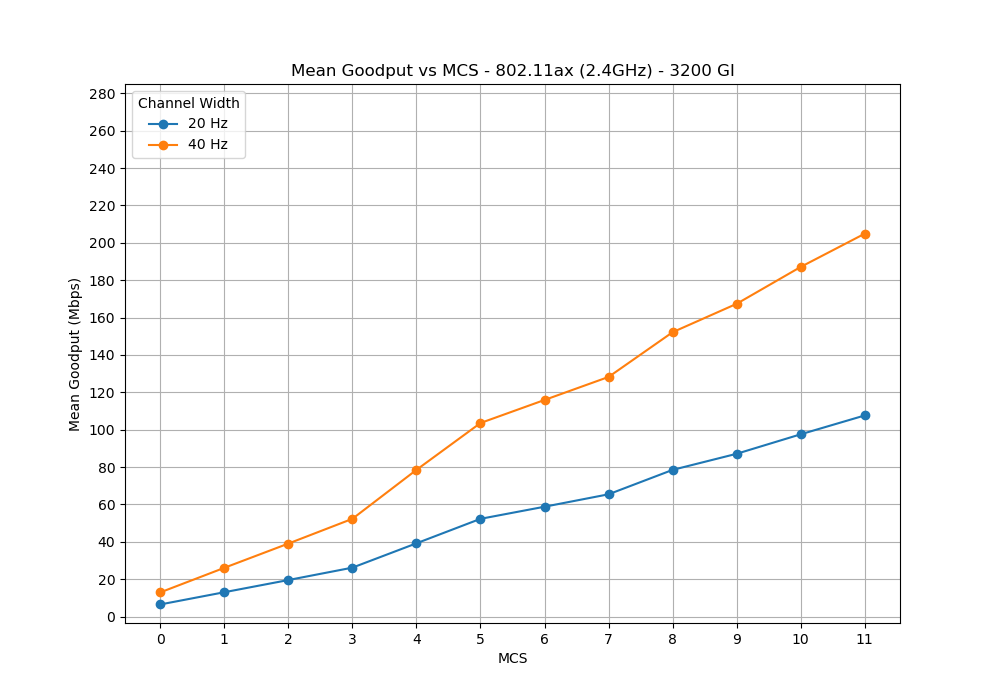 Mean Goodput vs MCS - 802.11ax (2.4GHz) - 3200 GI
Channel Width
20 Hz
40 Hz
Mean Goodput (Mbps)
280
260
240
220
200
180
160
140
120
100
80
60
40
20
0
0 1 2 3 4 5 6 7 8 9 10 11
MCS